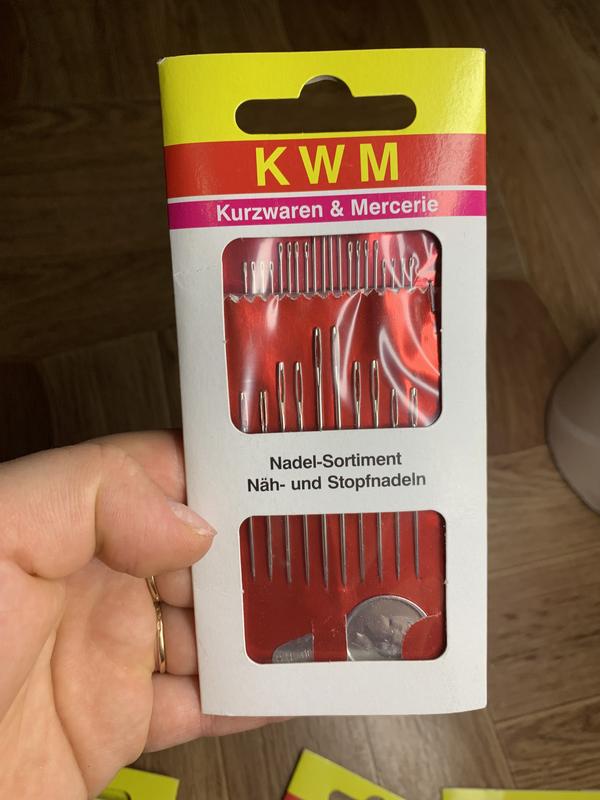 KWM
Kurzwaren & Mercerie
Nadel-Sortiment
Näh- und Stopfnadeln